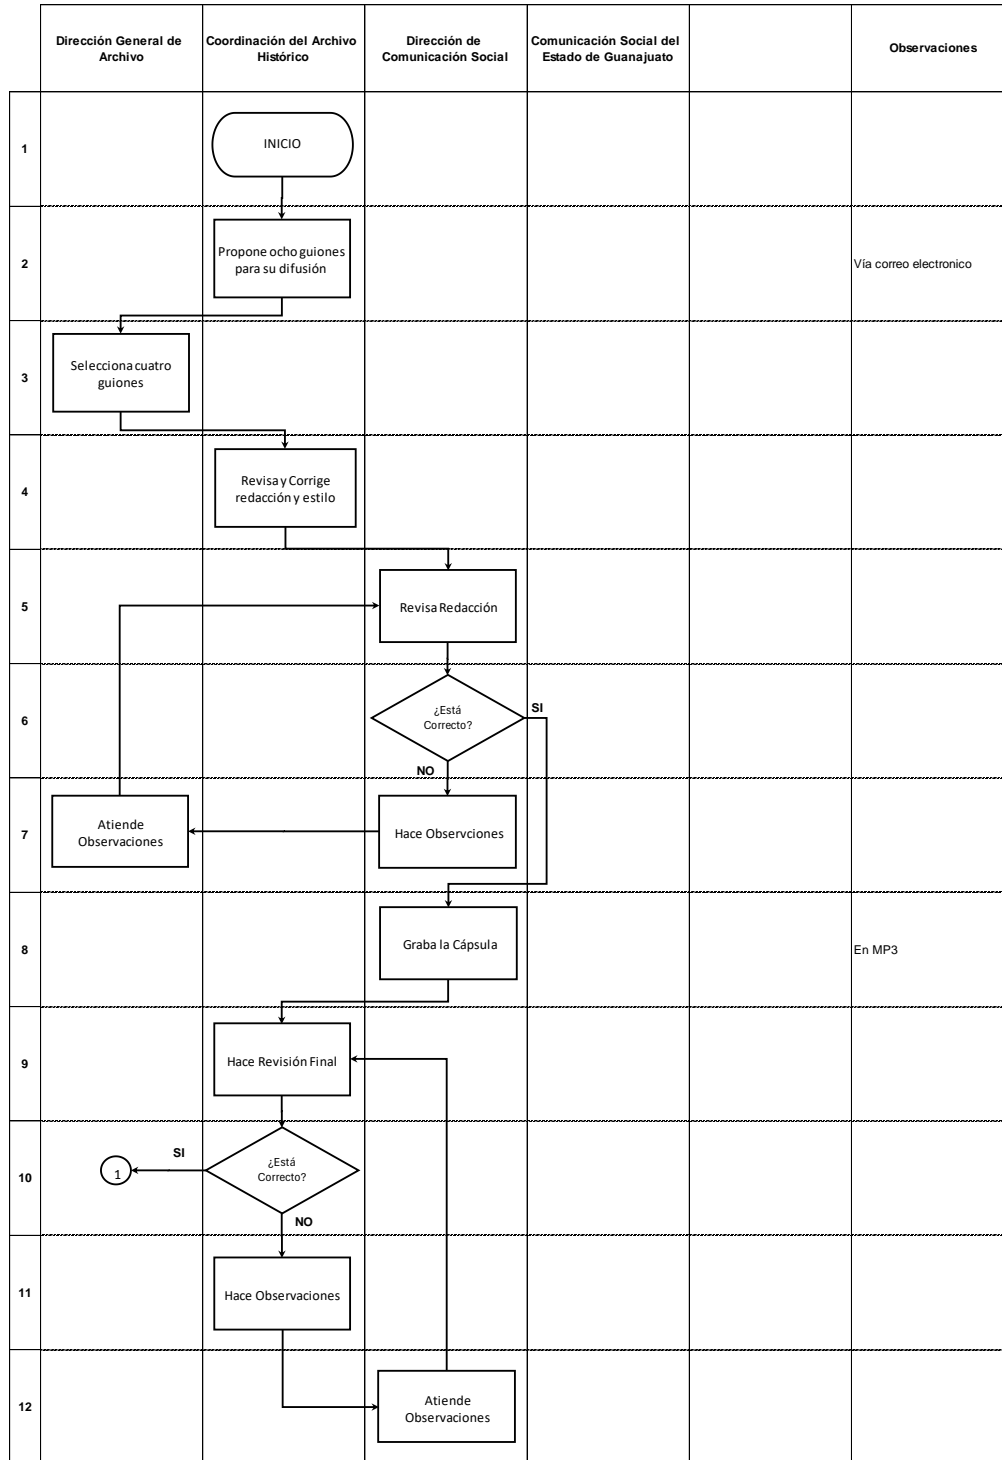 Dirección General de
Archivo
Coordinación del Archivo
Histórico
Dirección de
Comunicación Social
Comunicación Social del
Estado de Guanajuato
Observaciones
1
INICIO
2
Propone ocho guiones
para su difusión
Vía correo electronico
3
Selecciona cuatro
guiones
4
Revisa y Corrige
redacción y estilo
5
Revisa Redacción
6
¿Está
Correcto?
SI
NO
7
Atiende
Observaciones
Hace Observciones
8
Graba la Cápsula
En MP3
9
Hace Revisión Final
10
1
SI
¿Está
Correcto?
NO
11
Hace Observaciones
12
Atiende
Observaciones